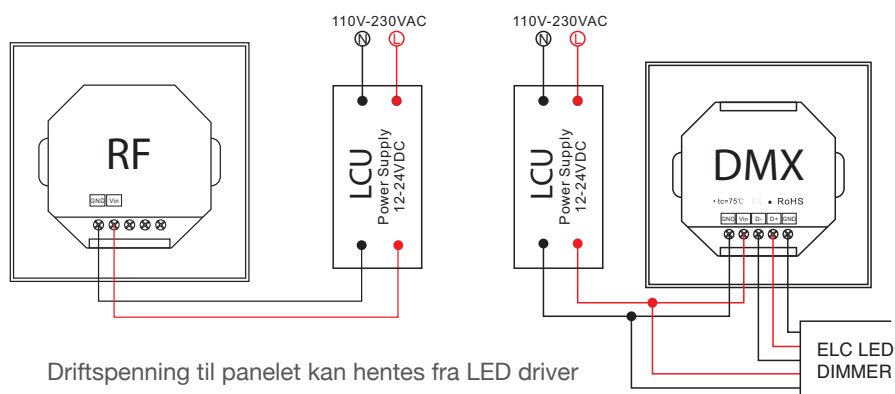 110V-230VAC
N L
RF
GND Vin
LCU
Power Supply
12-24VDC
110V-230VAC
N L
LCU
Power Supply
12-24VDC
DMX
• tc=75℃ CE RoHS
GND Vin D- D+ GND
ELC LED
DIMMER
Driftspenning til panelet kan hentes fra LED driver